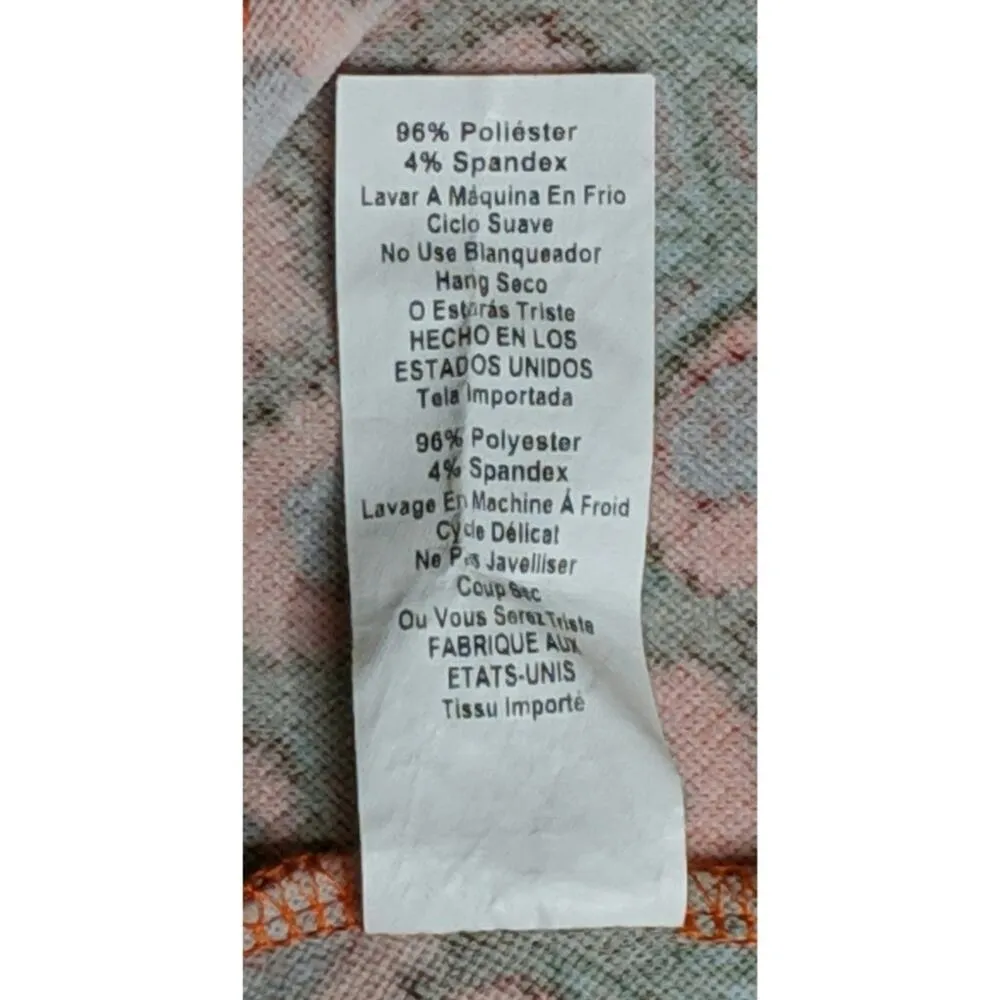 96% Poliéster
4% Spandex
Lavar A Máquina En Frio
Ciclo Suave
No Use Blanqueador
Hang Seco
O Estarás Triste
HECHO EN LOS
ESTADOS UNIDOS
Tela Importada
96% Polyester
4% Spandex
Lavage En Machine Á Froid
Cycle Délicat
Ne Pas Javelliser
Coup Sec
Ou Vous Serez Triste
FABRIQUE AUX
ETATS-UNIS
Tissu Importé